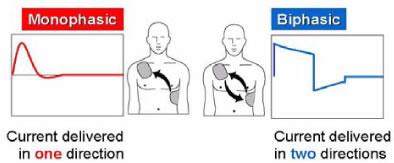 Monophasic
Biphasic
Current delivered
in one direction
Current delivered
in two directions